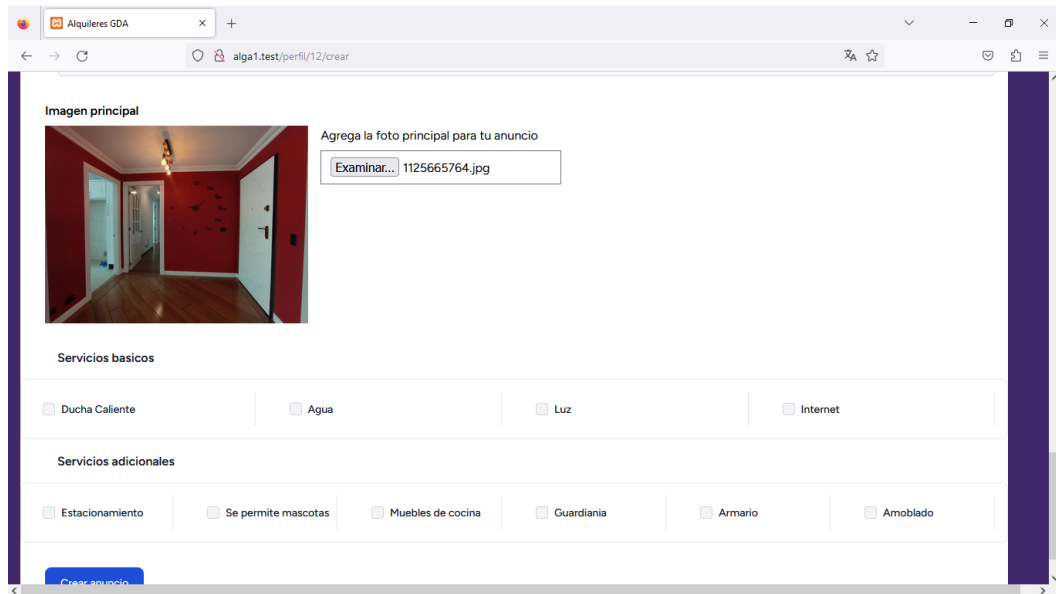 Alquileres GDA
alga1.test/perfil/12/crear
Imagen principal
Agrega la foto principal para tu anuncio
Examinar... 1125665764.jpg
Servicios basicos
Ducha Caliente Agua Luz Internet
Servicios adicionales
Estacionamiento Se permite mascotas Muebles de cocina Guardiania Armario Amoblado
Crear anuncio